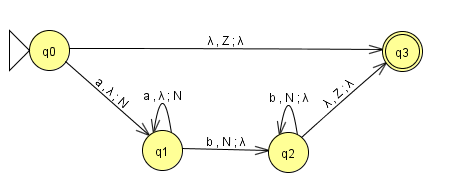 q0
λ , Z ; λ
q3
a , λ ; N
a , λ ; N
b , N ; λ
λ , Z ; λ
q1
b , N ; λ
q2